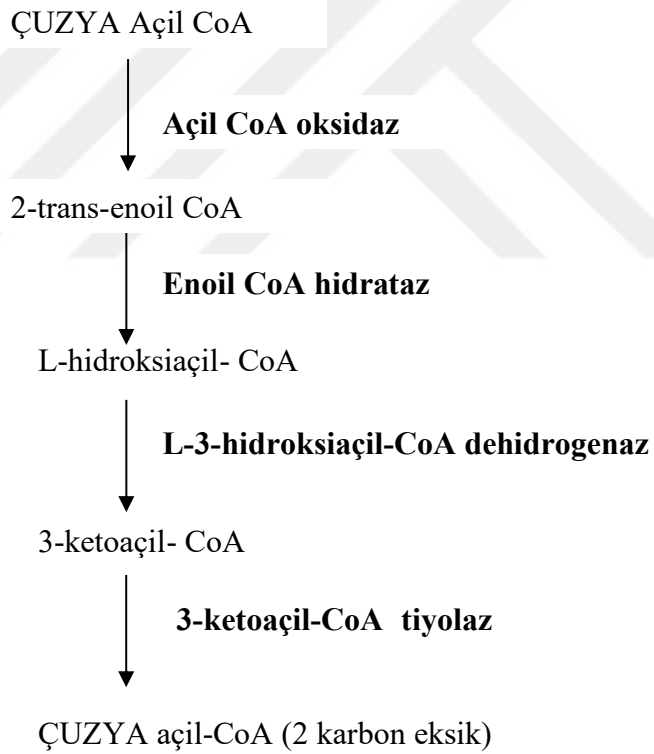 ÇUZYA Açil CoA
Açil CoA oksidaz
2-trans-enoil CoA
Enoil CoA hidrataz
L-hidroksiaçil- CoA
L-3-hidroksiaçil-CoA dehidrogenaz
3-ketoaçil- CoA
3-ketoaçil-CoA tiyolaz
ÇUZYA açil-CoA (2 karbon eksik)